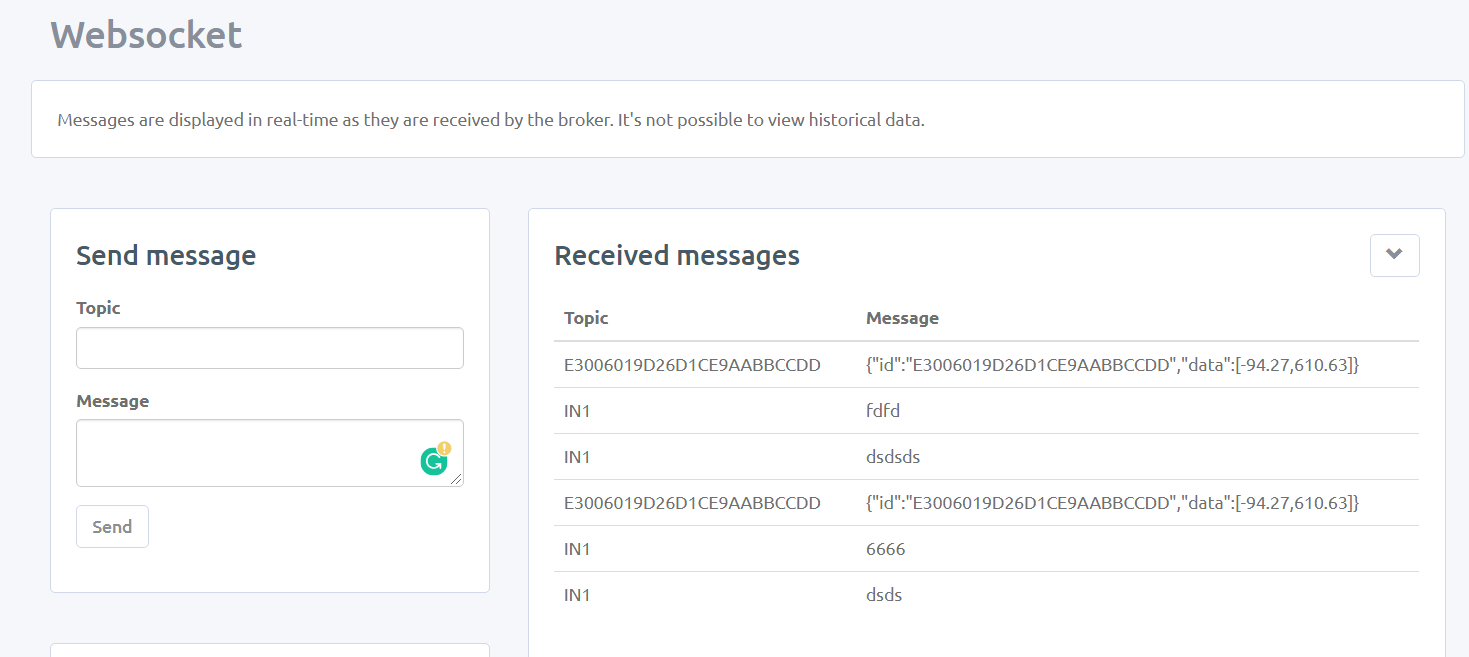 Websocket
Messages are displayed in real-time as they are received by the broker. It's not possible to view historical data.
Send message
Topic
Message
Send
Received messages
Topic Message
E3006019D26D1CE9AABBCCDD {"id":"E3006019D26D1CE9AABBCCDD","data":[-94.27,610.63]}
IN1 fdfd
IN1 dsdsds
E3006019D26D1CE9AABBCCDD {"id":"E3006019D26D1CE9AABBCCDD","data":[-94.27,610.63]}
IN1 6666
IN1 dsds